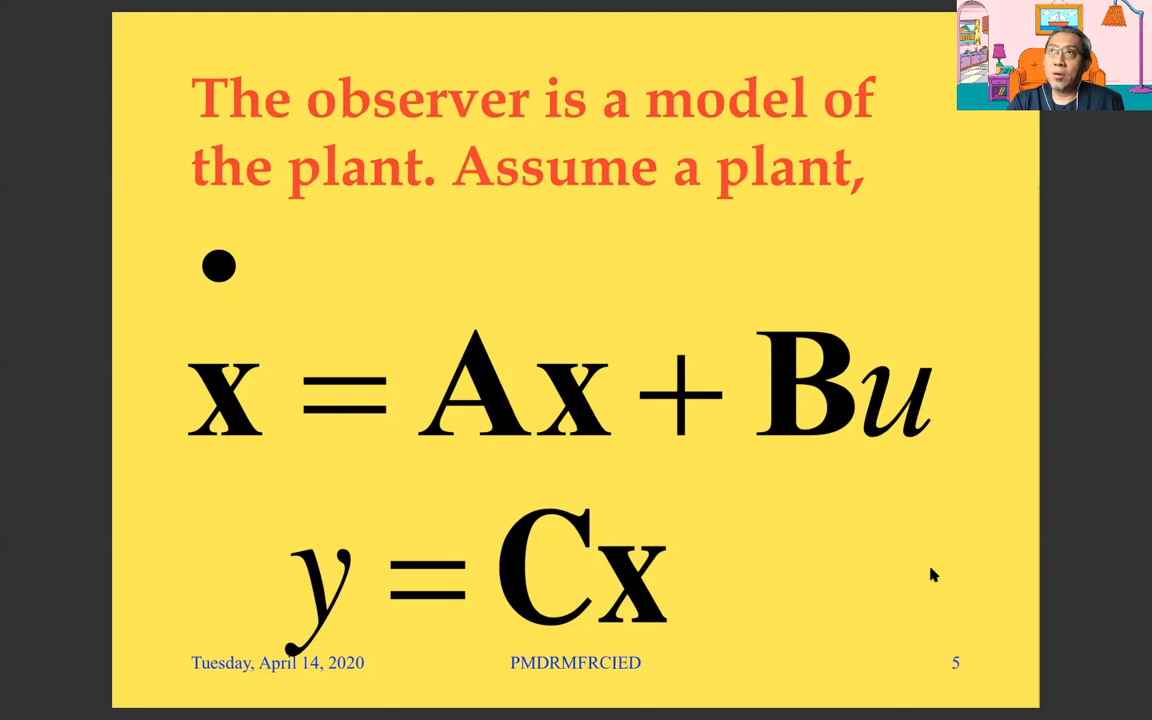 The observer is a model of
the plant. Assume a plant,
ẋ = Ax + Bu
y = Cx
Tuesday, April 14, 2020 PMDRMFRCIED 5